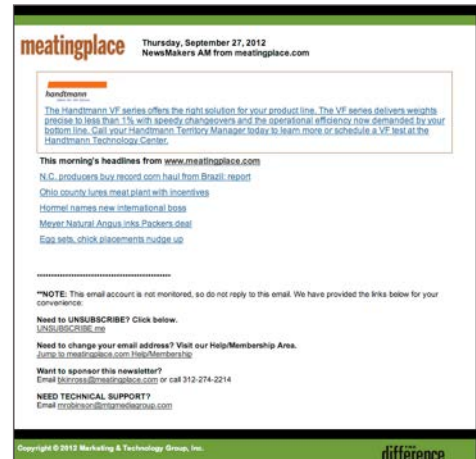 meatingplace
Thursday, September 27, 2012
NewsMakers AM from meatingplace.com
handtmann
The Handtmann VF series offers the right solution for your product line. The VF series delivers weights
precise to less than 1% with speedy changeovers and the operational efficiency now demanded by your
bottom line. Call your Handtmann Territory Manager today to learn more or schedule a VF test at the
Handtmann Technology Center.
This morning's headlines from www.meatingplace.com
N.C. producers buy record corn haul from Brazil: report
Ohio county lures meat plant with incentives
Hormel names new international boss
Meyer Natural Angus inks Packers deal
Egg sets, chick placements nudge up
**NOTE: This email account is not monitored, so do not reply to this email. We have provided the links below for your
convenience:
Need to UNSUBSCRIBE? Click below.
UNSUBSCRIBE me
Need to change your email address? Visit our Help/Membership Area.
Jump to meatingplace.com Help/Membership
Want to sponsor this newsletter?
Email bkinross@meatingplace.com or call 312-274-2214
NEED TECHNICAL SUPPORT?
Email mrobinson@mtgmediagroup.com
Copyright © 2012 Marketing & Technology Group, Inc.
difference